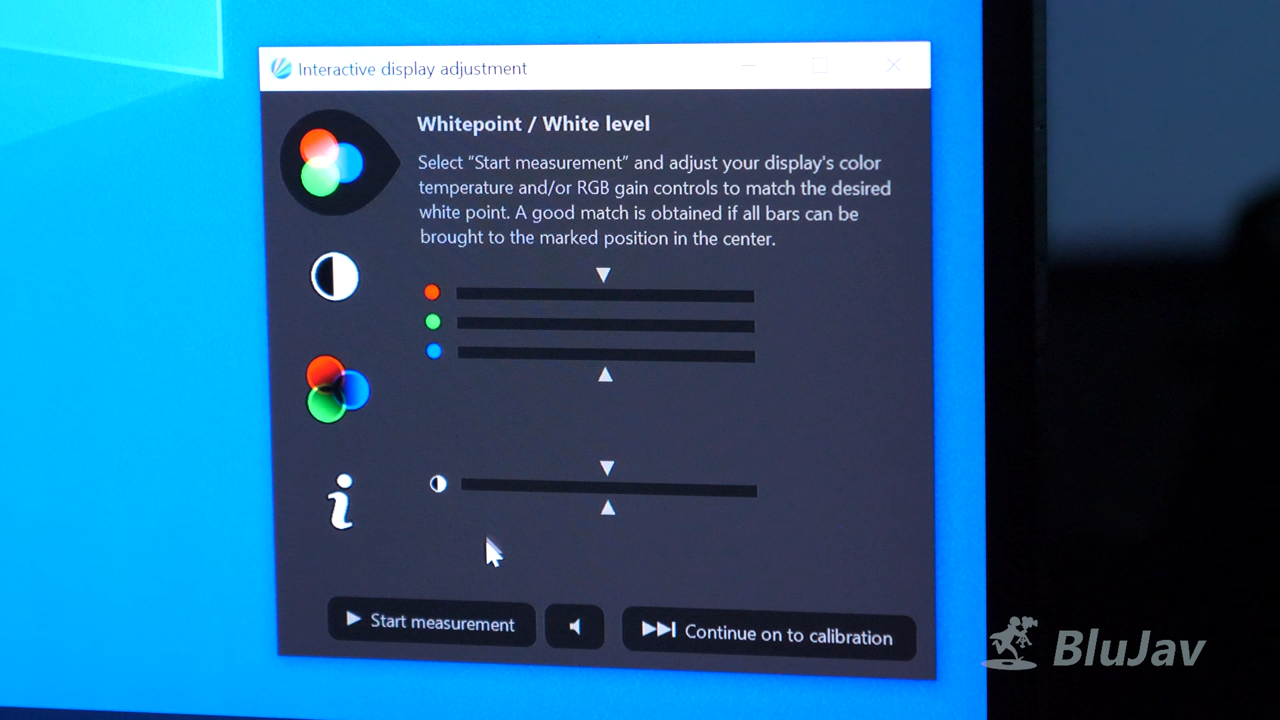 Interactive display adjustment
Whitepoint / White level
Select "Start measurement" and adjust your display's color
temperature and/or RGB gain controls to match the desired
white point. A good match is obtained if all bars can be
brought to the marked position in the center.
Start measurement
Continue on to calibration
BluJav